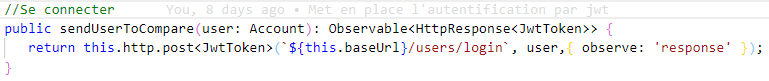 //Se connecter You, 8 days ago • Met en place l'autentification par jwt
public sendUserToCompare(user: Account): Observable<HttpResponse<JwtToken>> {
return this.http.post<JwtToken>(`${this.baseUrl}/users/login`, user,{ observe: 'response' });
}